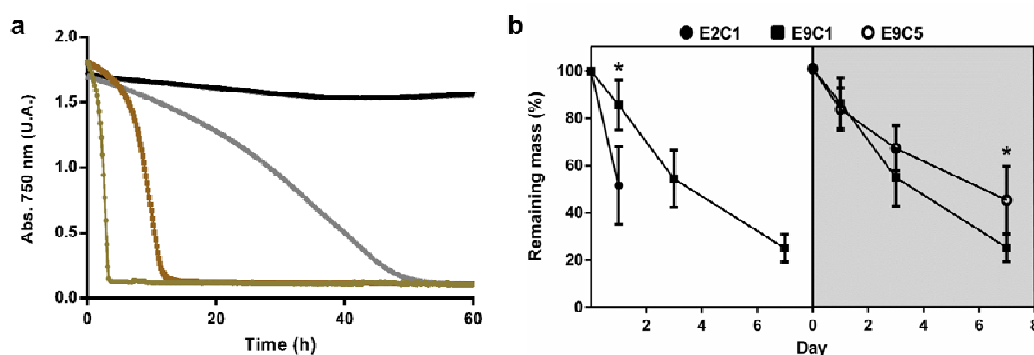 a
2.0
1.5
1.0
0.5
0.0
Abs. 750 nm (U.A.)
0 20 40 60
Time (h)
b
E2C1 E9C1 E9C5
100
80
60
40
20
0
Remaining mass (%)
* *
2 4 6 0 2 4 6 8
Day